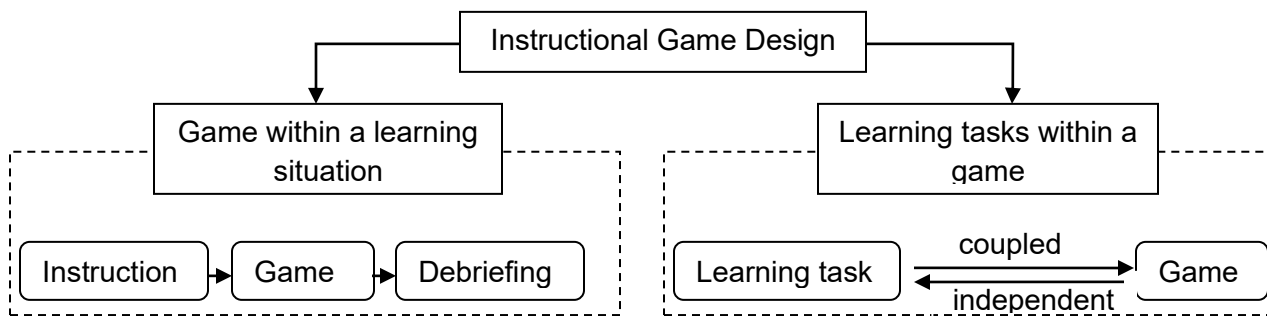 Instructional Game Design
Game within a learning
situation
Learning tasks within a
game
Instruction
Game
Debriefing
Learning task
coupled
independent
Game